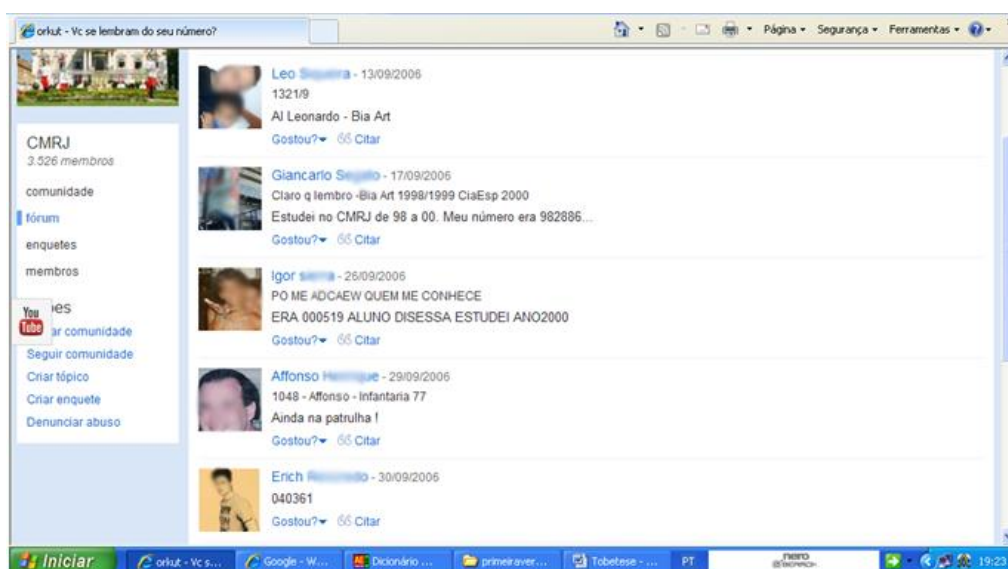 orkut - Vc se lembram do seu número?
Página
Segurança
Ferramentas
CMRJ
3.526 membros
comunidade
fórum
enquetes
membros
You Tube
ar comunidade
Seguir comunidade
Criar tópico
Criar enquete
Denunciar abuso
Leo - 13/09/2006
1321/9
Al Leonardo - Bia Art
Gostou? Citar
Giancarlo - 17/09/2006
Claro q lembro -Bia Art 1998/1999 CiaEsp 2000
Estudei no CMRJ de 98 a 00. Meu número era 982886...
Gostou? Citar
Igor - 26/09/2006
PO ME ADCAEW QUEM ME CONHECE
ERA 000519 ALUNO DISESSA ESTUDEI ANO2000
Gostou? Citar
Affonso - 29/09/2006
1048 - Affonso - Infantaria 77
Ainda na patrulha !
Gostou? Citar
Erich - 30/09/2006
040361
Gostou? Citar
Iniciar
orkut - Vc s...
Google - W...
Dicionário ...
primeiraver...
Tobetese - ...
PT
nero
19:23